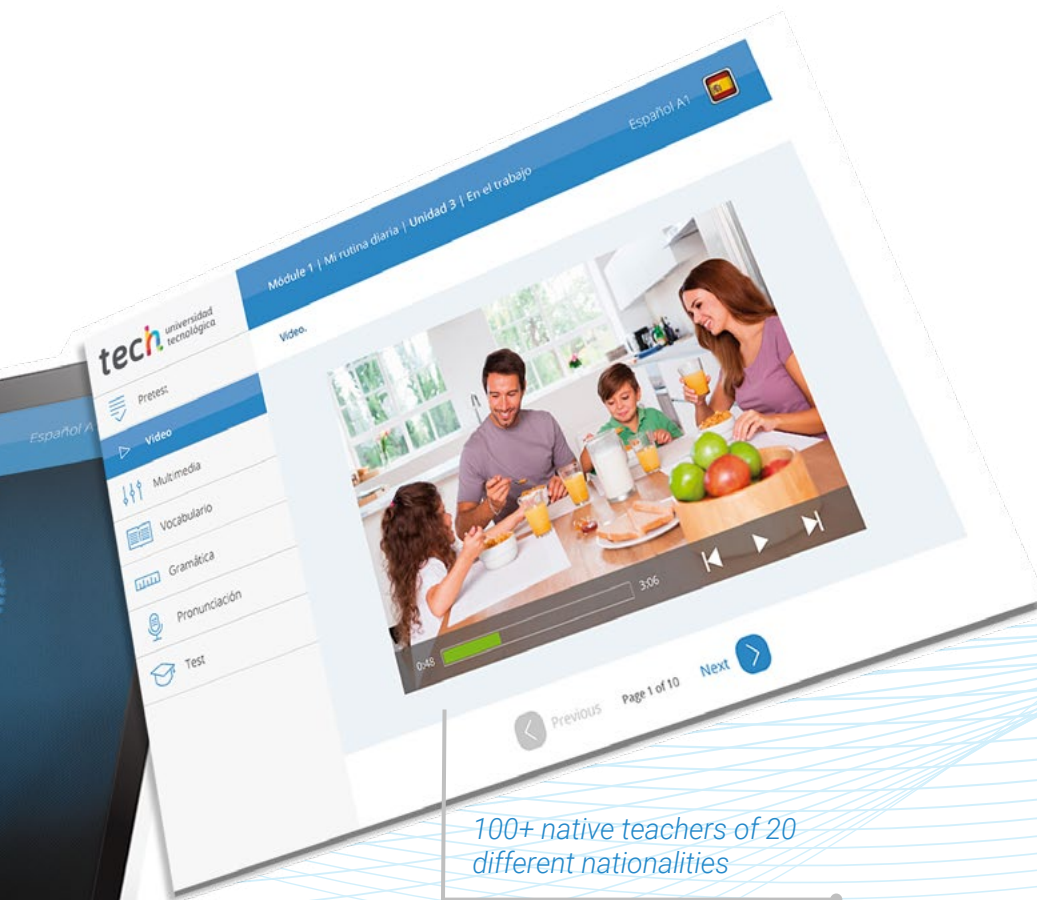 Español A1
Módule 1 | Mi rutina diaria | Unidad 3 | En el trabajo
tech universidad
tecnológica
Video.
Pretest
Video
Multimedia
Vocabulario
Gramática
Pronunciación
Test
Español A
0:48
3:06
Previous
Page 1 of 10
Next
100+ native teachers of 20
different nationalities